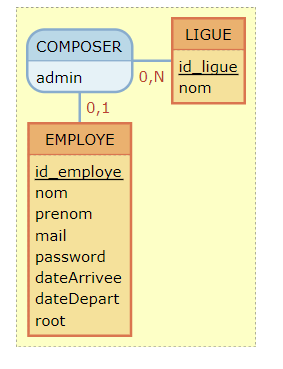 COMPOSER
admin
LIGUE
id_ligue
nom
0,N
0,1
EMPLOYE
id_employe
nom
prenom
mail
password
dateArrivee
dateDepart
root